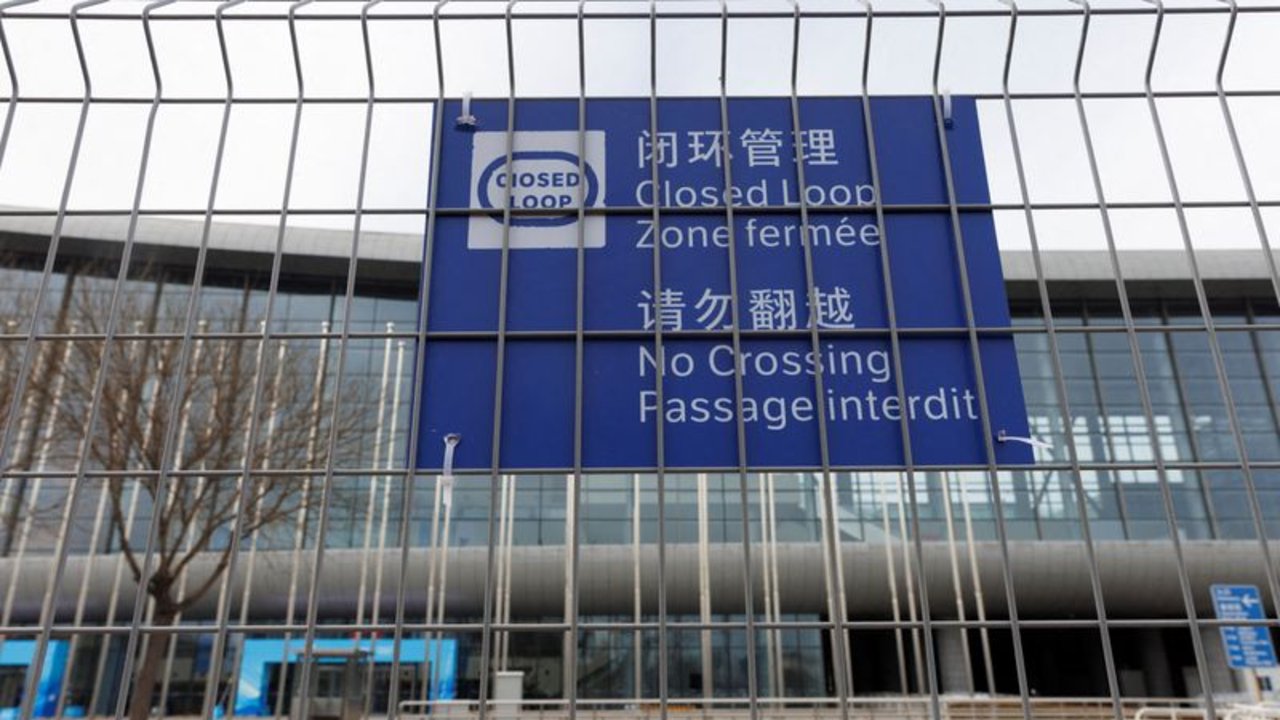 CLOSED
LOOP
闭环管理
Closed Loop
Zone fermée
请勿翻越
No Crossing
Passage interdit